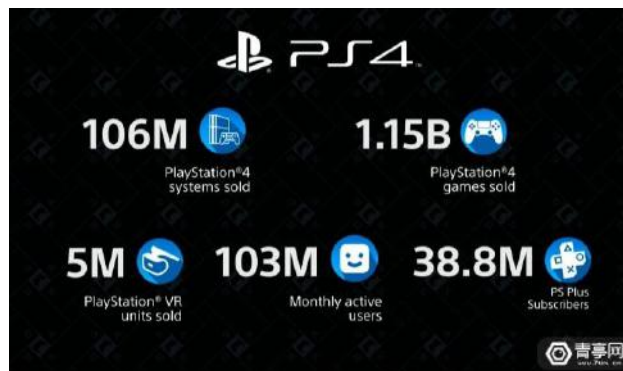 PS4
106M
PlayStation®4
systems sold
1.15B
PlayStation®4
games sold
5M
PlayStation® VR
units sold
103M
Monthly active
users
38.8M
PS Plus
Subscribers
青亭网